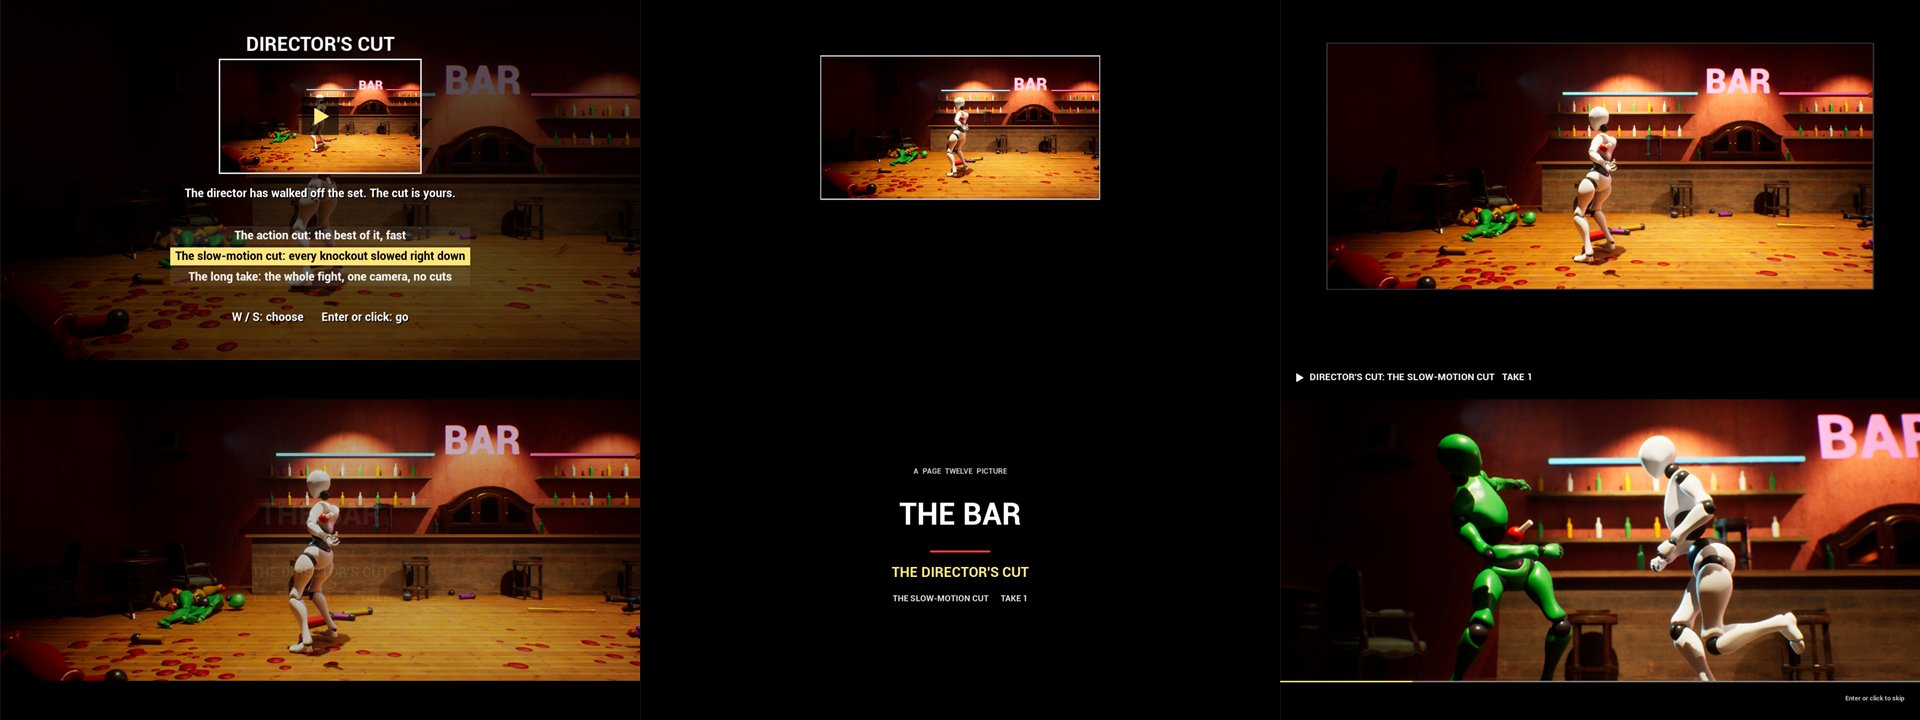 DIRECTOR'S CUT
BAR
BAR
The director has walked off the set. The cut is yours.
The action cut: the best of it, fast
The slow-motion cut: every knockout slowed right down
The long take: the whole fight, one camera, no cuts
W / S: choose Enter or click: go
BAR
BAR
BAR
THE BAR
THE DIRECTOR'S CUT
A PAGE TWELVE PICTURE
THE BAR
THE DIRECTOR'S CUT
THE SLOW-MOTION CUT TAKE 1
DIRECTOR'S CUT: THE SLOW-MOTION CUT TAKE 1
BAR
Enter or click to skip